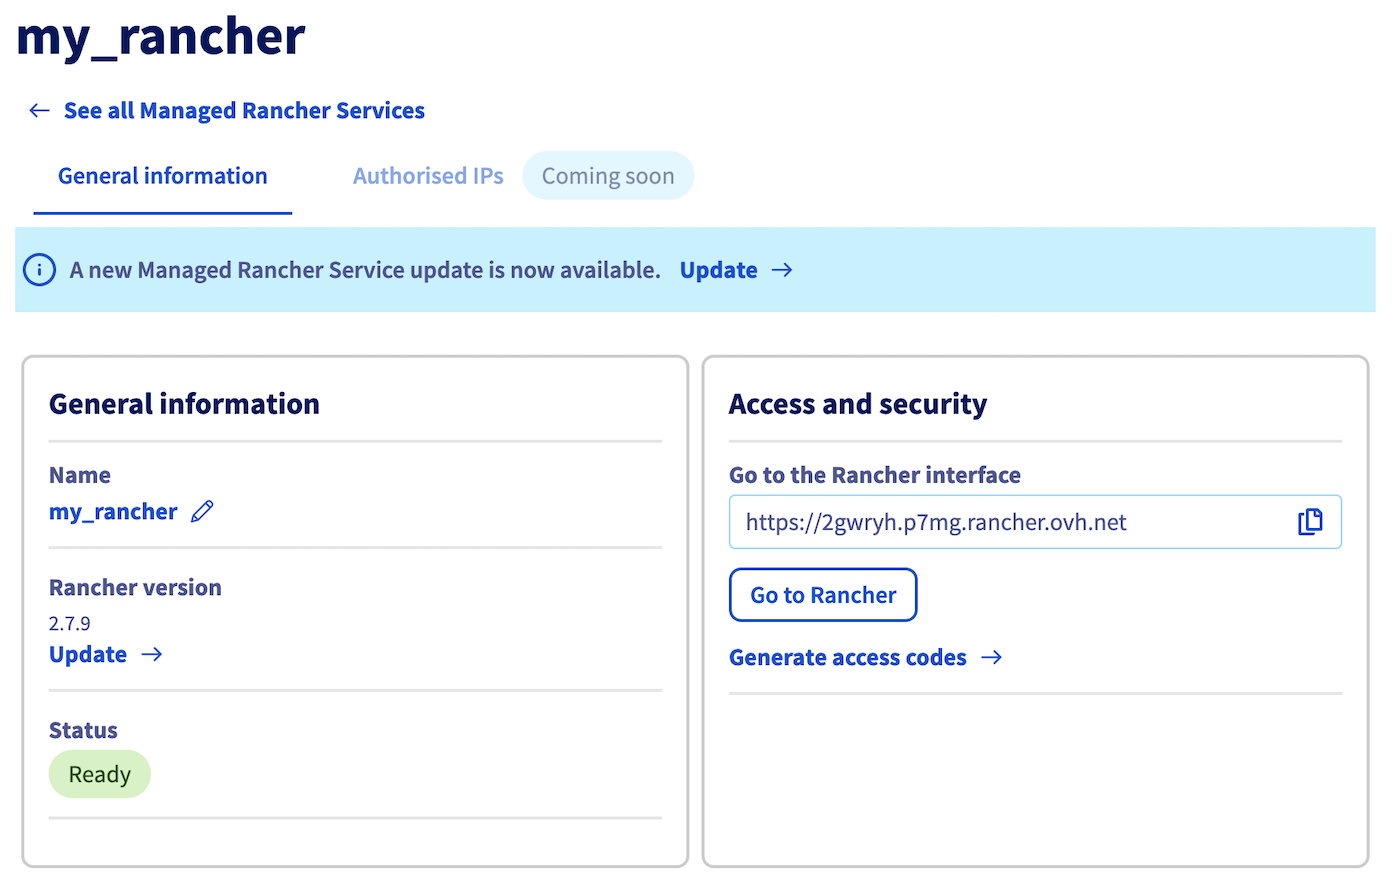 my_rancher
See all Managed Rancher Services
General information
Authorised IPs
Coming soon
A new Managed Rancher Service update is now available. Update
General information
Name
my_rancher
Rancher version
2.7.9
Update
Status
Ready
Access and security
Go to the Rancher interface
https://2gwryh.p7mg.rancher.ovh.net
Go to Rancher
Generate access codes